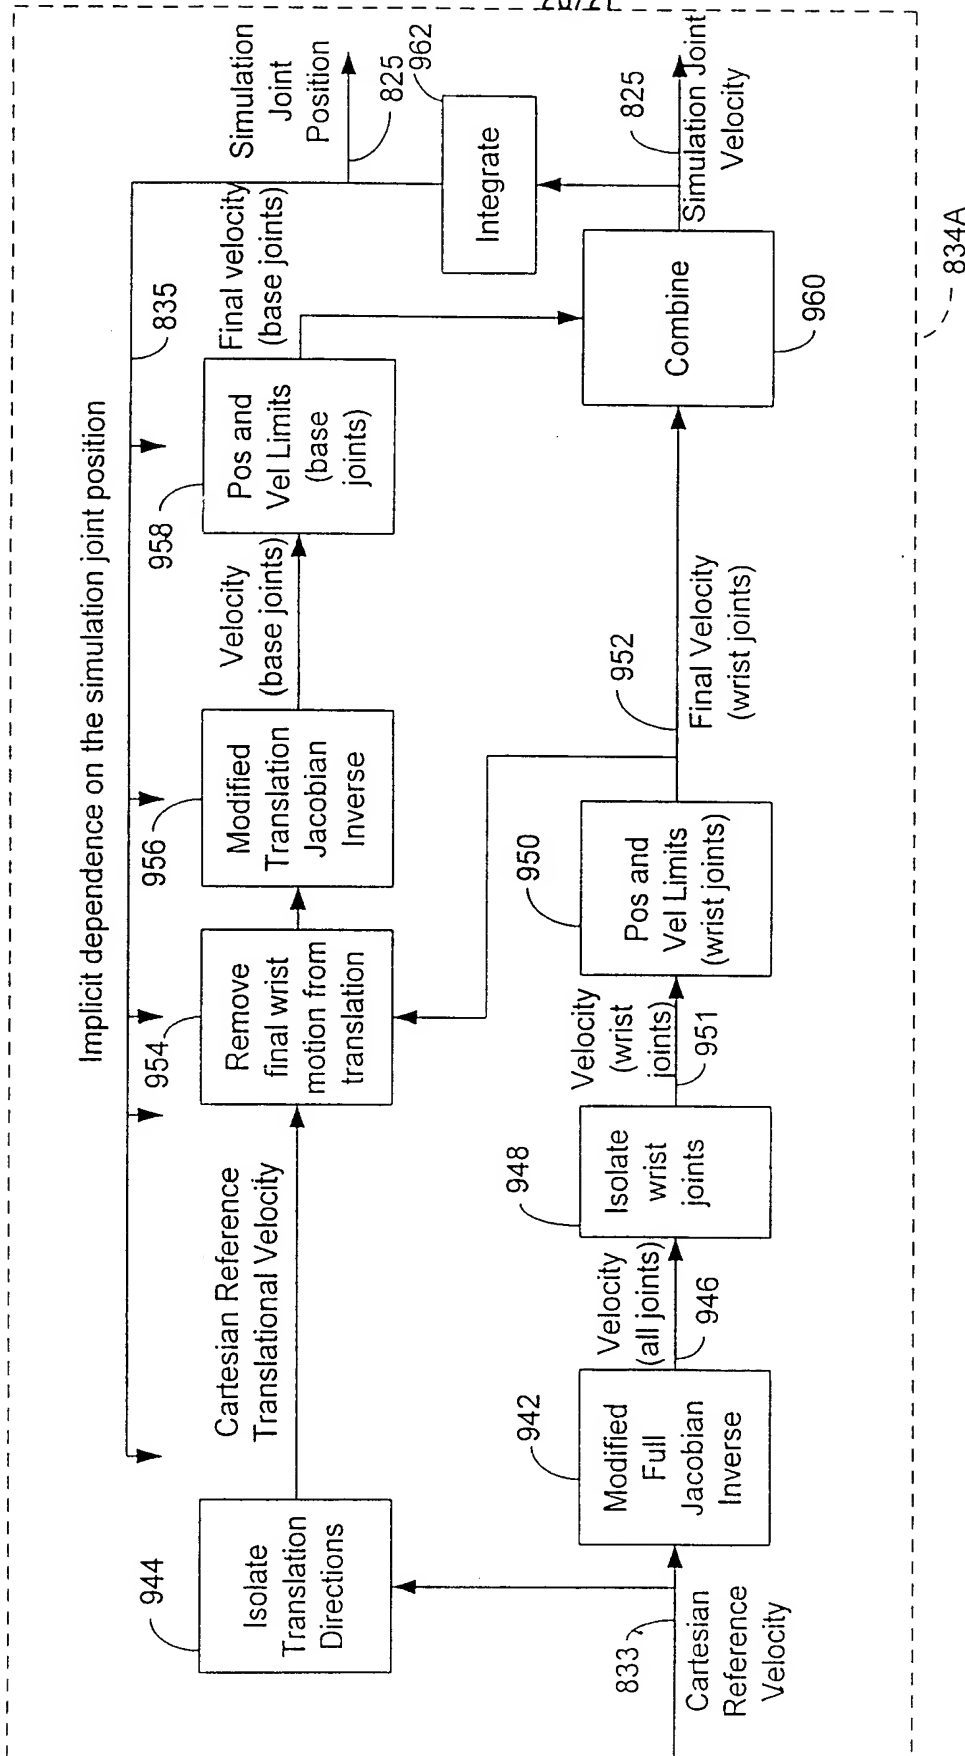 20/21
Implicit dependence on the simulation joint position
835
944
Isolate
Translation
Directions
Cartesian Reference
Translational Velocity
954
Remove
final wrist
motion from
translation
956
Modified
Translation
Jacobian
Inverse
Velocity
(base joints)
958
Pos and
Vel Limits
(base
joints)
Final velocity
(base joints)
Simulation
Joint
Position
825
962
Integrate
833
Cartesian
Reference
Velocity
942
Modified
Full
Jacobian
Inverse
Velocity
(all joints)
946
948
Isolate
wrist
joints
Velocity
(wrist
joints)
951
950
Pos and
Vel Limits
(wrist joints)
952
Final Velocity
(wrist joints)
Combine
960
825
Simulation Joint
Velocity
834A